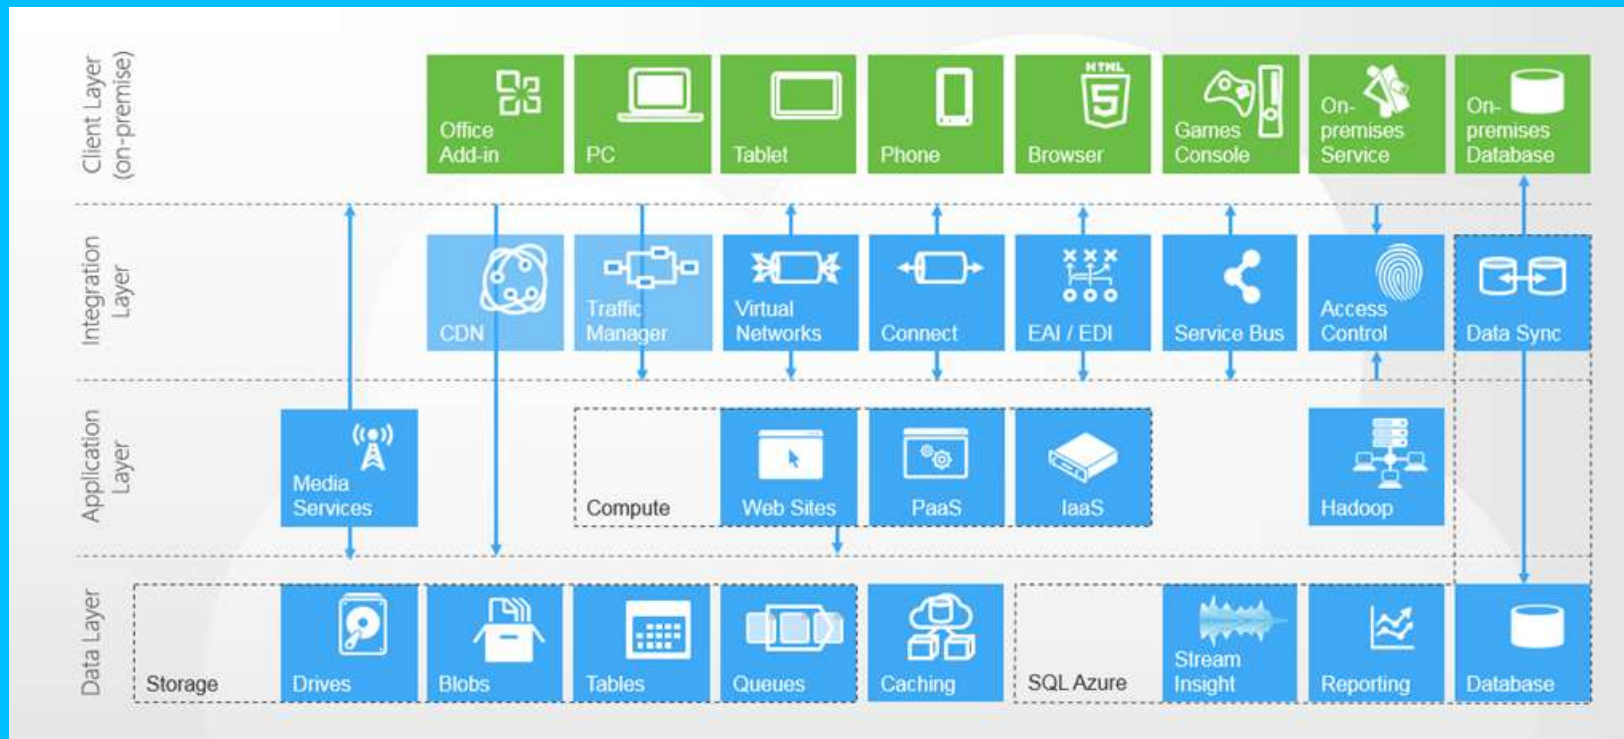 Client Layer
(on-premise)
Office
Add-in
PC
Tablet
Phone
HTML
5
Browser
Games
Console
On-
premises
Service
On-
premises
Database
Integration
Layer
CDN
Traffic
Manager
Virtual
Networks
Connect
EAI / EDI
Service Bus
Access
Control
Data Sync
Application
Layer
Media
Services
Compute
Web Sites
PaaS
IaaS
Hadoop
Data Layer
Storage
Drives
Blobs
Tables
Queues
Caching
SQL Azure
Stream
Insight
Reporting
Database